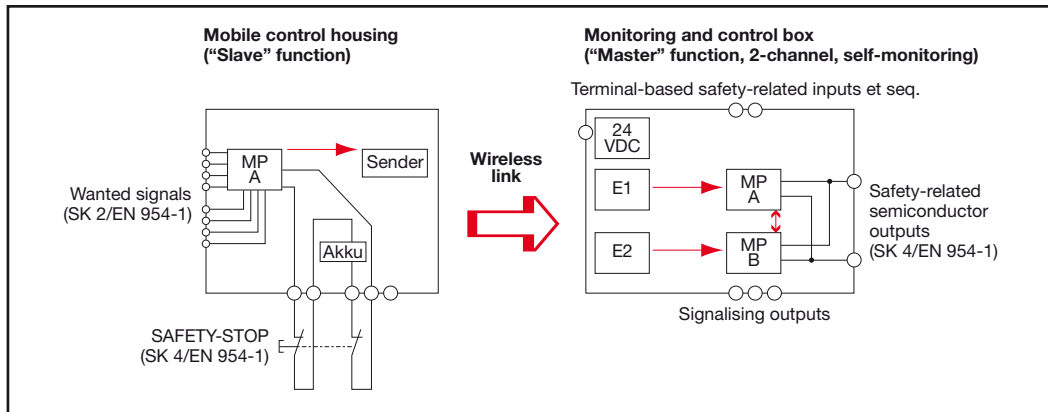 Mobile control housing
(“Slave” function)
Monitoring and control box
(“Master” function, 2-channel, self-monitoring)
Terminal-based safety-related inputs et seq.
MP
A
Sender
Wanted signals
(SK 2/EN 954-1)
Akku
SAFETY-STOP
(SK 4/EN 954-1)
Wireless
link
24
VDC
E1
MP
A
E2
MP
B
Safety-related
semiconductor
outputs
(SK 4/EN 954-1)
Signalising outputs